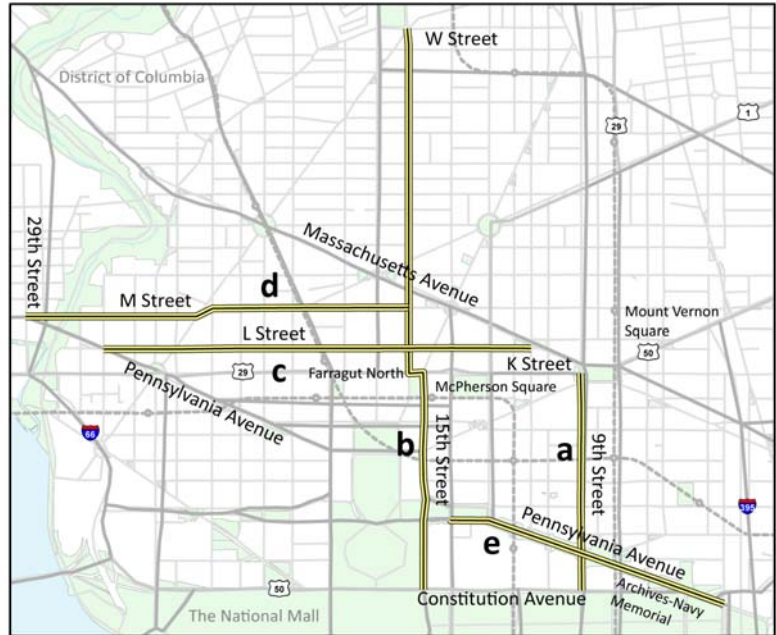 W Street
District of Columbia
1
29
29th Street
Massachusetts Avenue
d
M Street
Mount Vernon
Square
L Street
50
K Street
29
c
Farragut North
McPherson Square
Pennsylvania Avenue
66
b
15th Street
a
9th Street
395
Pennsylvania Avenue
e
50
Constitution Avenue
Archives-Navy
Memorial
The National Mall